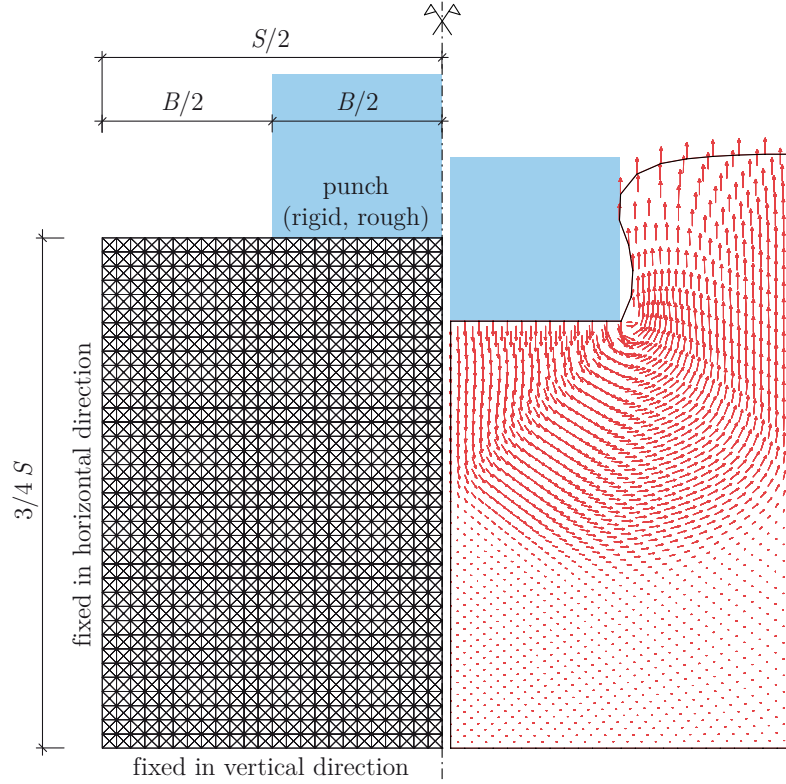 S/2
B/2
B/2
punch
(rigid, rough)
fixed in horizontal direction
3/4 S
fixed in vertical direction